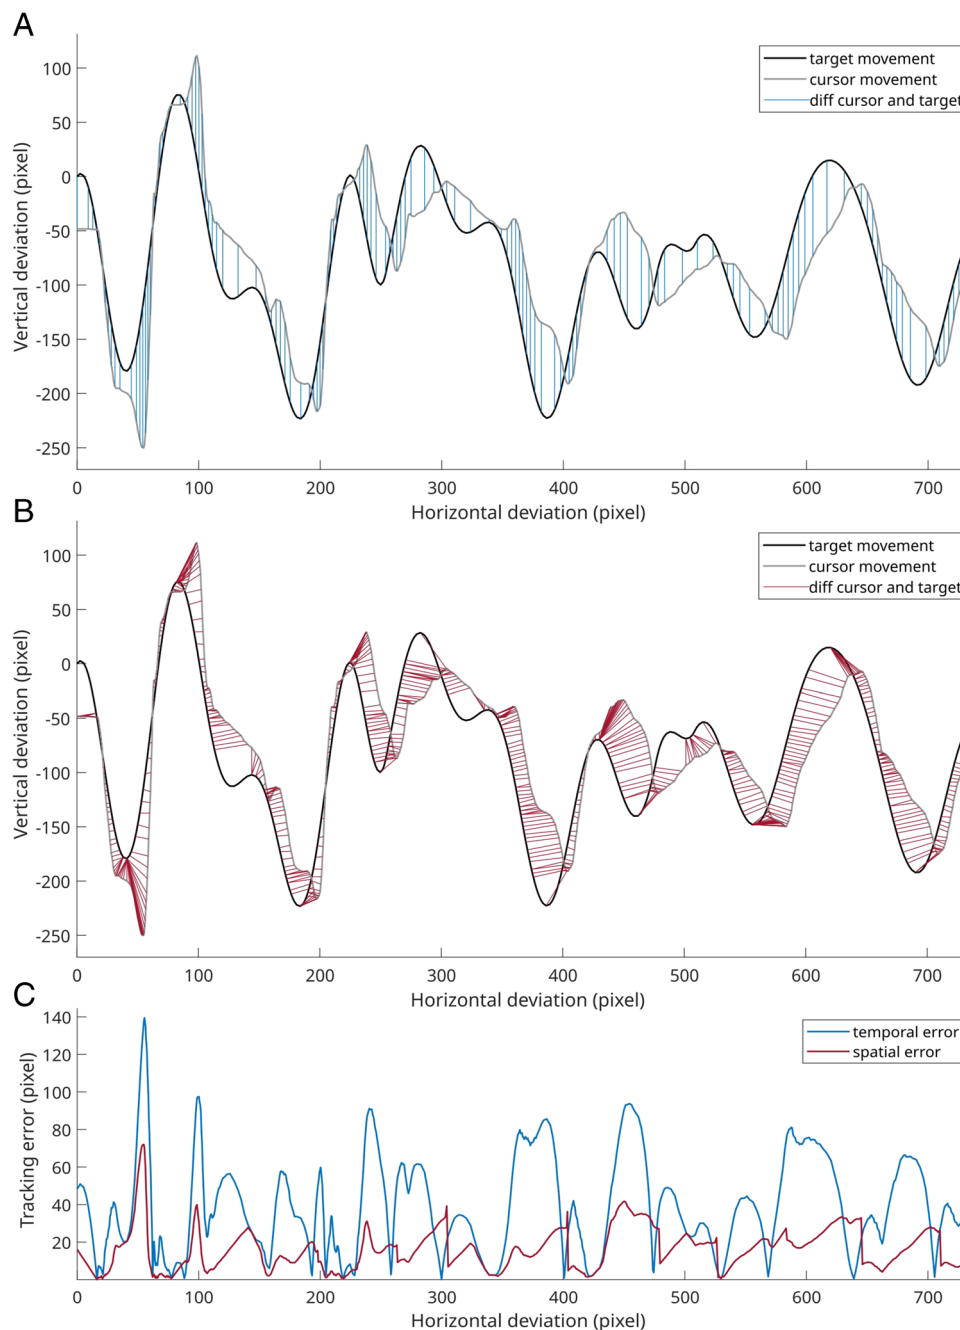 A
target movement
cursor movement
diff cursor and target
Vertical deviation (pixel)
100
50
0
-50
-100
-150
-200
-250
0 100 200 300 400 500 600 700
Horizontal deviation (pixel)
B
target movement
cursor movement
diff cursor and target
Vertical deviation (pixel)
100
50
0
-50
-100
-150
-200
-250
0 100 200 300 400 500 600 700
Horizontal deviation (pixel)
C
temporal error
spatial error
Tracking error (pixel)
140
120
100
80
60
40
20
0 100 200 300 400 500 600 700
Horizontal deviation (pixel)